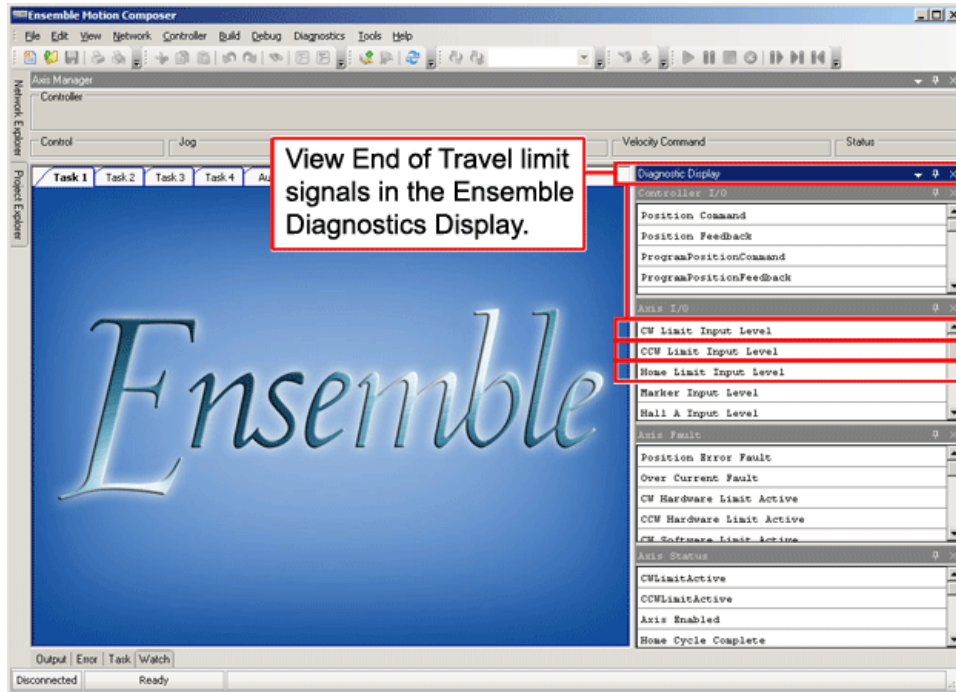 Ensemble Motion Composer
File Edit View Network Controller Build Debug Diagnostics Tools Help
Network Explorer
Project Explorer
Axis Manager
Controller
Control
Jog
Velocity Command
Status
View End of Travel limit
signals in the Ensemble
Diagnostics Display.
Task 1
Task 2
Task 3
Task 4
Au
Ensemble
Diagnostic Display
Controller I/O
Position Command
Position Feedback
ProgramPositionCommand
ProgramPositionFeedback
Axis I/O
CW Limit Input Level
CCW Limit Input Level
Home Limit Input Level
Marker Input Level
Hall A Input Level
Axis Fault
Position Error Fault
Over Current Fault
CW Hardware Limit Active
CCW Hardware Limit Active
CW Software Limit Active
Axis Status
CWLimitActive
CCWLimitActive
Axis Enabled
Home Cycle Complete
Output
Error
Task
Watch
Disconnected
Ready